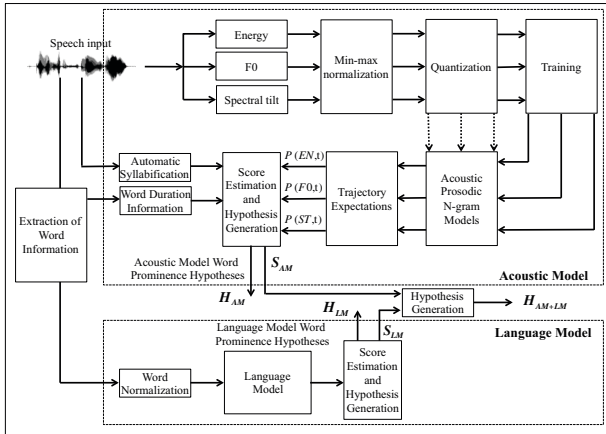 Speech input
Energy
F0
Spectral tilt
Min-max
normalization
Quantization
Training
Automatic
Syllabification
Word Duration
Information
Score
Estimation
and
Hypothesis
Generation
P (EN,t)
P (F0,t)
P (ST,t)
Trajectory
Expectations
Acoustic
Prosodic
N-gram
Models
Extraction of
Word
Information
Acoustic Model Word
Prominence Hypotheses
S_AM
H_AM
Acoustic Model
H_LM
Hypothesis
Generation
H_AM+LM
S_LM
Language Model Word
Prominence Hypotheses
Language Model
Word
Normalization
Language
Model
Score
Estimation
and
Hypothesis
Generation